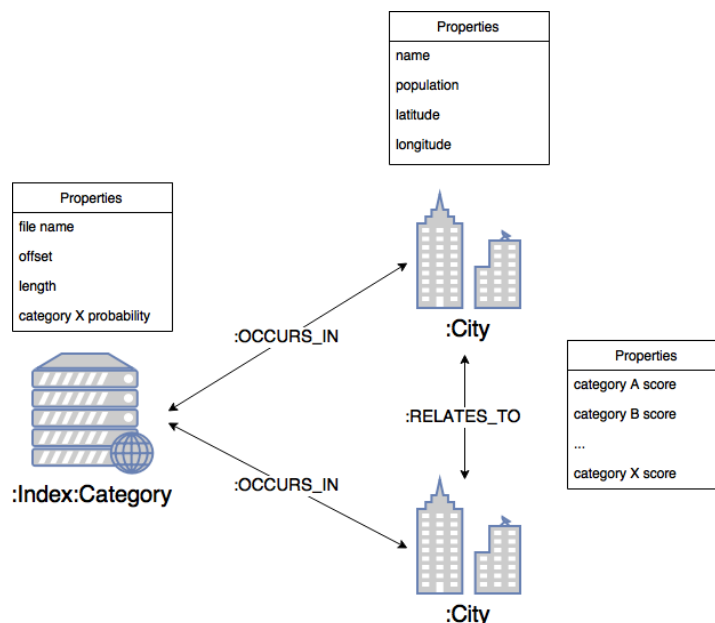 Properties
name
population
latitude
longitude
Properties
file name
offset
length
category X probability
:OCCURS_IN
:City
Properties
category A score
category B score
...
category X score
:RELATES_TO
:Index:Category
:OCCURS_IN
:City